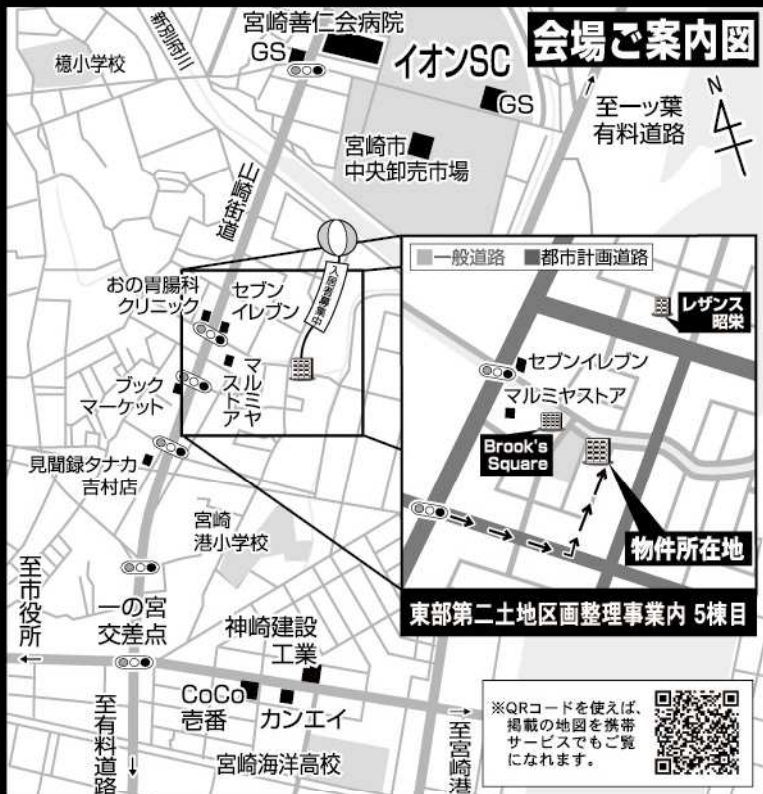 会場ご案内図
新別府川
宮崎善仁会病院
GS
檍小学校
イオンSC
GS
至一ッ葉
有料道路
N
宮崎市
中央卸売市場
山崎街道
入居者募集中
おの胃腸科
クリニック
セブン
イレブン
マルミヤ
ストア
ブック
マーケット
見聞録タナカ
吉村店
宮崎
港小学校
一般道路
都市計画道路
レザンス
昭栄
セブンイレブン
マルミヤストア
Brook's
Square
物件所在地
東部第二土地区画整理事業内 5棟目
至市役所
一の宮
交差点
神崎建設
工業
CoCo
壱番
カンエイ
至有料道路
宮崎海洋高校
至宮崎港
※QRコードを使えば、
掲載の地図を携帯
サービスでもご覧
になれます。